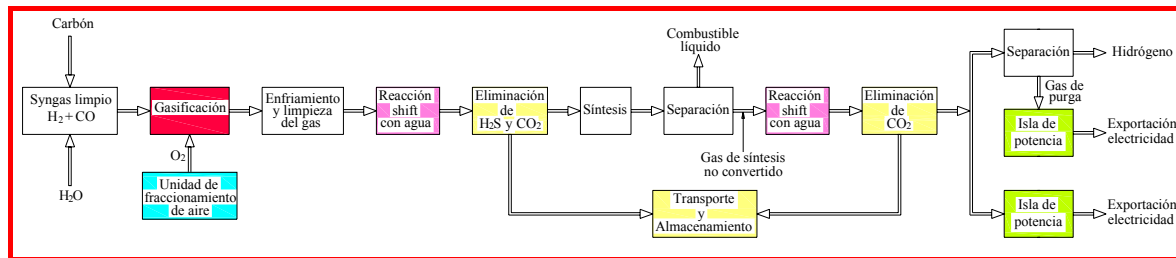 Carbón
Syngas limpio
H₂ + CO
H₂O
Gasificación
O₂
Unidad de
fraccionamiento
de aire
Enfriamiento
y limpieza
del gas
Reacción
shift
con agua
Eliminación
de
H2S y CO₂
Síntesis
Combustible
líquido
Separación
Gas de síntesis
no convertido
Transporte
y
Almacenamiento
Reacción
shift
con agua
Eliminación
de
CO₂
Separación
Hidrógeno
Gas de
purga
Isla de
potencia
Exportación
electricidad
Isla de
potencia
Exportación
electricidad